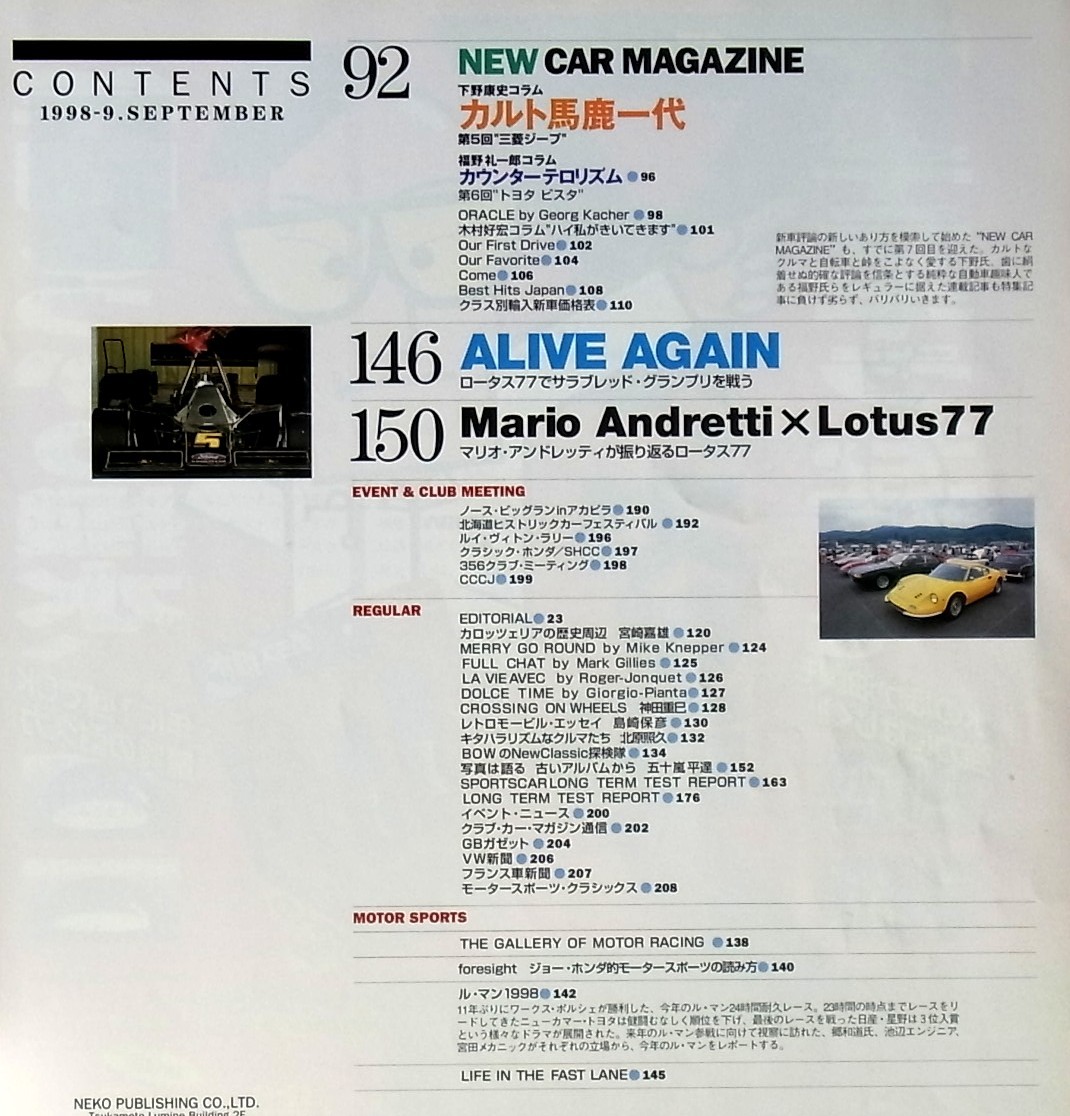 CONTENTS
1998-9.SEPTEMBER
92
NEW CAR MAGAZINE
下野康史コラム
カルト馬鹿一代
第5回"三菱ジープ"
福野礼一郎コラム
カウンターテロリズム●96
第6回"トヨタ ビスタ"
ORACLE by Georg Kacher●98
木村好宏コラム"ハイ私がきいてきます"●101
Our First Drive●102
Our Favorite●104
Come●106
Best Hits Japan●108
クラス別輸入新車価格表●110
新車評論の新しいあり方を模索して始めた "NEW CAR
MAGAZINE" も、すでに第7回目を迎えた。カルトな
クルマと自転車と峠をこよなく愛する下野氏、歯に絹
着せぬ的確な評論を信条とする純粋な自動車趣味人で
ある福野氏らをレギュラーに据えた連載記事も特集記
事に負けず劣らず、バリバリいきます。
146
ALIVE AGAIN
ロータス77でサラブレッド・グランプリを戦う
5
150
Mario Andretti×Lotus77
マリオ・アンドレッティが振り返るロータス77
EVENT & CLUB MEETING
ノース・ビッグランinアカビラ●190
北海道ヒストリックカーフェスティバル●192
ルイ・ヴィトン・ラリー●196
クラシック・ホンダ/SHCC●197
356クラブ・ミーティング●198
CCCJ●199
REGULAR
EDITORIAL●23
カロッツェリアの歴史周辺 宮崎嘉雄●120
MERRY GO ROUND by Mike Knepper●124
FULL CHAT by Mark Gillies●125
LA VIE AVEC by Roger-Jonquet●126
DOLCE TIME by Giorgio-Pianta●127
CROSSING ON WHEELS 神田重巳●128
レトロモービル・エッセイ 島崎保彦●130
キタハラリズムなクルマたち 北原照久●132
BOWのNewClassic探検隊●134
写真は語る 古いアルバムから 五十嵐平達●152
SPORTSCAR LONG TERM TEST REPORT●163
LONG TERM TEST REPORT●176
イベント・ニュース●200
クラブ・カー・マガジン通信●202
GBガゼット●204
VW新聞●206
フランス車新聞●207
モータースポーツ・クラシックス●208
MOTOR SPORTS
THE GALLERY OF MOTOR RACING●138
foresight ジョー・ホンダ的モータースポーツの読み方●140
ル・マン1998●142
11年ぶりにワークス・ポルシェが勝利した、今年のル・マン24時間耐久レース。23時間の時点までレースをリ
ードしてきたニューカマー・トヨタは健闘むなしく順位を下げ、最後のレースを戦った日産・星野は3位入賞
という様々なドラマが展開された。来年のル・マン参戦に向けて視察に訪れた、郷和道氏、池辺エンジニア、
宮田メカニックがそれぞれの立場から、今年のル・マンをレポートする。
LIFE IN THE FAST LANE●145
NEKO PUBLISHING CO.,LTD.
Tsukamoto Lumine Building 2F